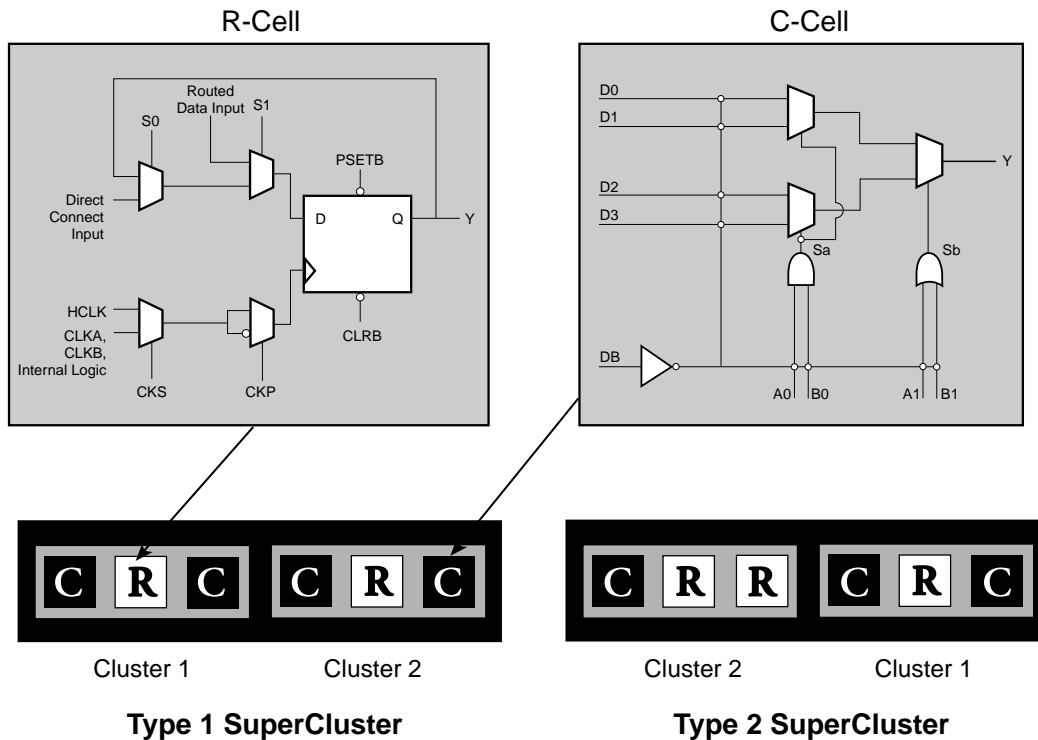 R-Cell
Routed
Data Input
S1
S0
PSETB
Direct
Connect
Input
D
Q
Y
HCLK
CLKA,
CLKB,
Internal Logic
CLRB
CKS
CKP
C-Cell
D0
D1
D2
D3
Y
Sa
Sb
DB
A0
B0
A1
B1
C R C
C R C
Cluster 1
Cluster 2
Type 1 SuperCluster
C R R
C R C
Cluster 2
Cluster 1
Type 2 SuperCluster